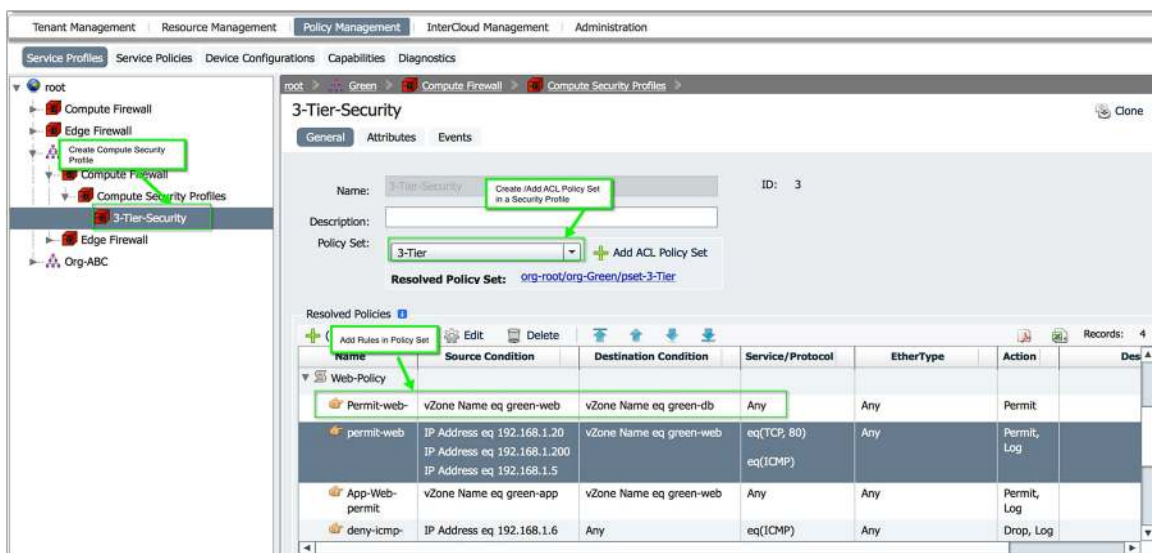 Tenant Management Resource Management Policy Management InterCloud Management Administration
Service Profiles Service Policies Device Configurations Capabilities Diagnostics
root
Compute Firewall
Edge Firewall
Create Compute Security
Profile
Compute Firewall
Compute Security Profiles
3-Tier-Security
Edge Firewall
Org-ABC
root > Green > Compute Firewall > Compute Security Profiles >
3-Tier-Security
Clone
General Attributes Events
Name: 3-Tier-Security
ID: 3
Create /Add ACL Policy Set
in a Security Profile
Description:
Policy Set: 3-Tier Add ACL Policy Set
Resolved Policy Set: org-root/org-Green/pset-3-Tier
Resolved Policies
Add Rules in Policy Set
Edit Delete Records: 4
Name Source Condition Destination Condition Service/Protocol EtherType Action Des
Web-Policy
Permit-web- vZone Name eq green-web vZone Name eq green-db Any Any Permit
permit-web IP Address eq 192.168.1.20 vZone Name eq green-web eq(TCP, 80) Any Permit,
IP Address eq 192.168.1.200 Log
IP Address eq 192.168.1.5 eq(ICMP)
App-Web- vZone Name eq green-app vZone Name eq green-web Any Any Permit,
permit Log
deny-icmp- IP Address eq 192.168.1.6 Any eq(ICMP) Any Drop, Log